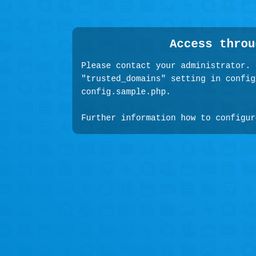 Access throu
Please contact your administrator.
"trusted_domains" setting in config
config.sample.php.
Further information how to configur